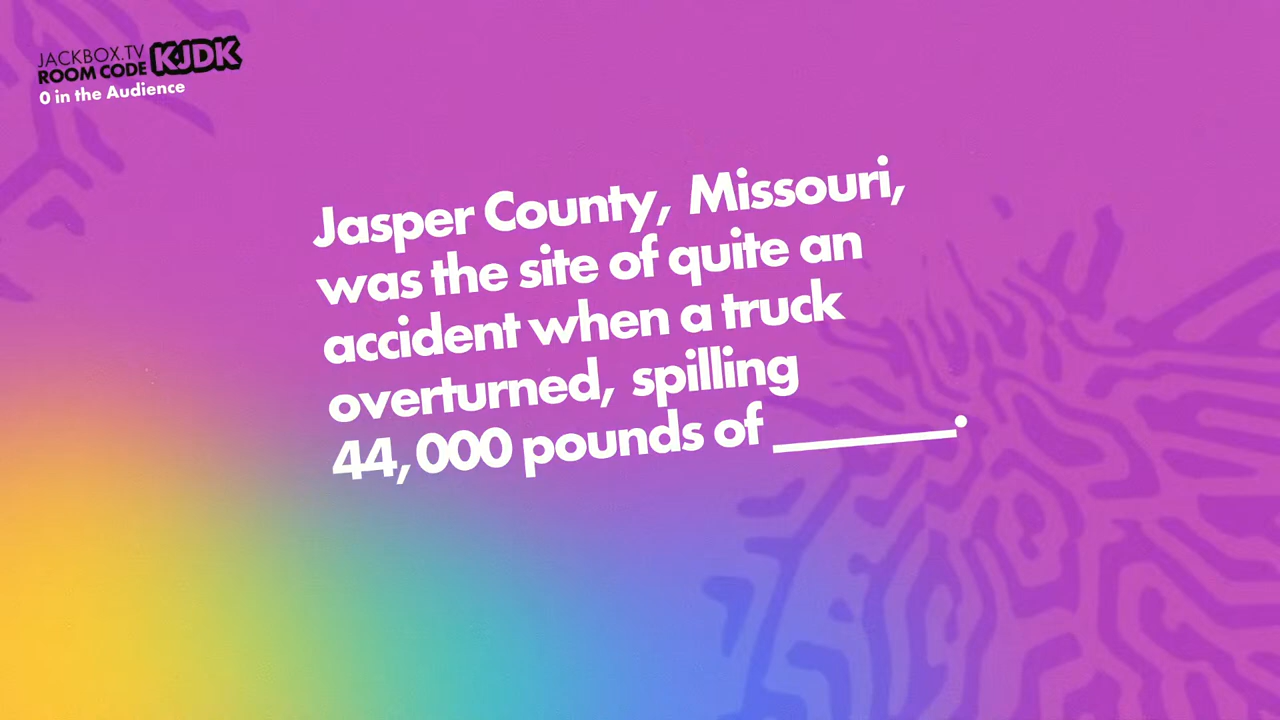 JACKBOX.TV
ROOM CODE KJDK
0 in the Audience
Jasper County, Missouri,
was the site of quite an
accident when a truck
overturned, spilling
44,000 pounds of ________.